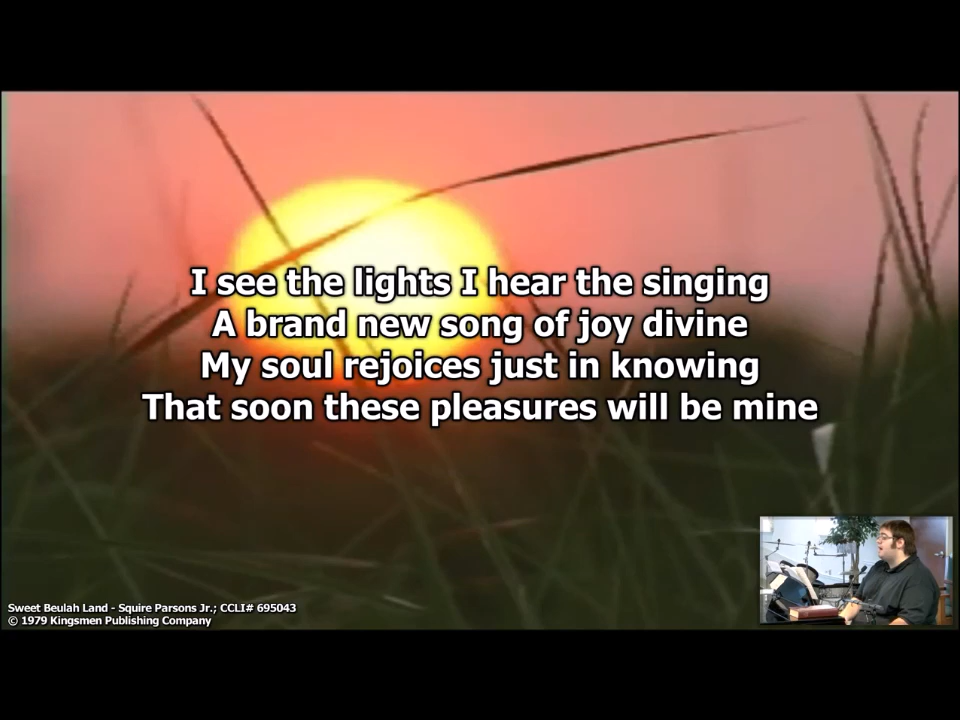 I see the lights I hear the singing
A brand new song of joy divine
My soul rejoices just in knowing
That soon these pleasures will be mine
Sweet Beulah Land - Squire Parsons Jr.; CCLI# 695043
© 1979 Kingsmen Publishing Company